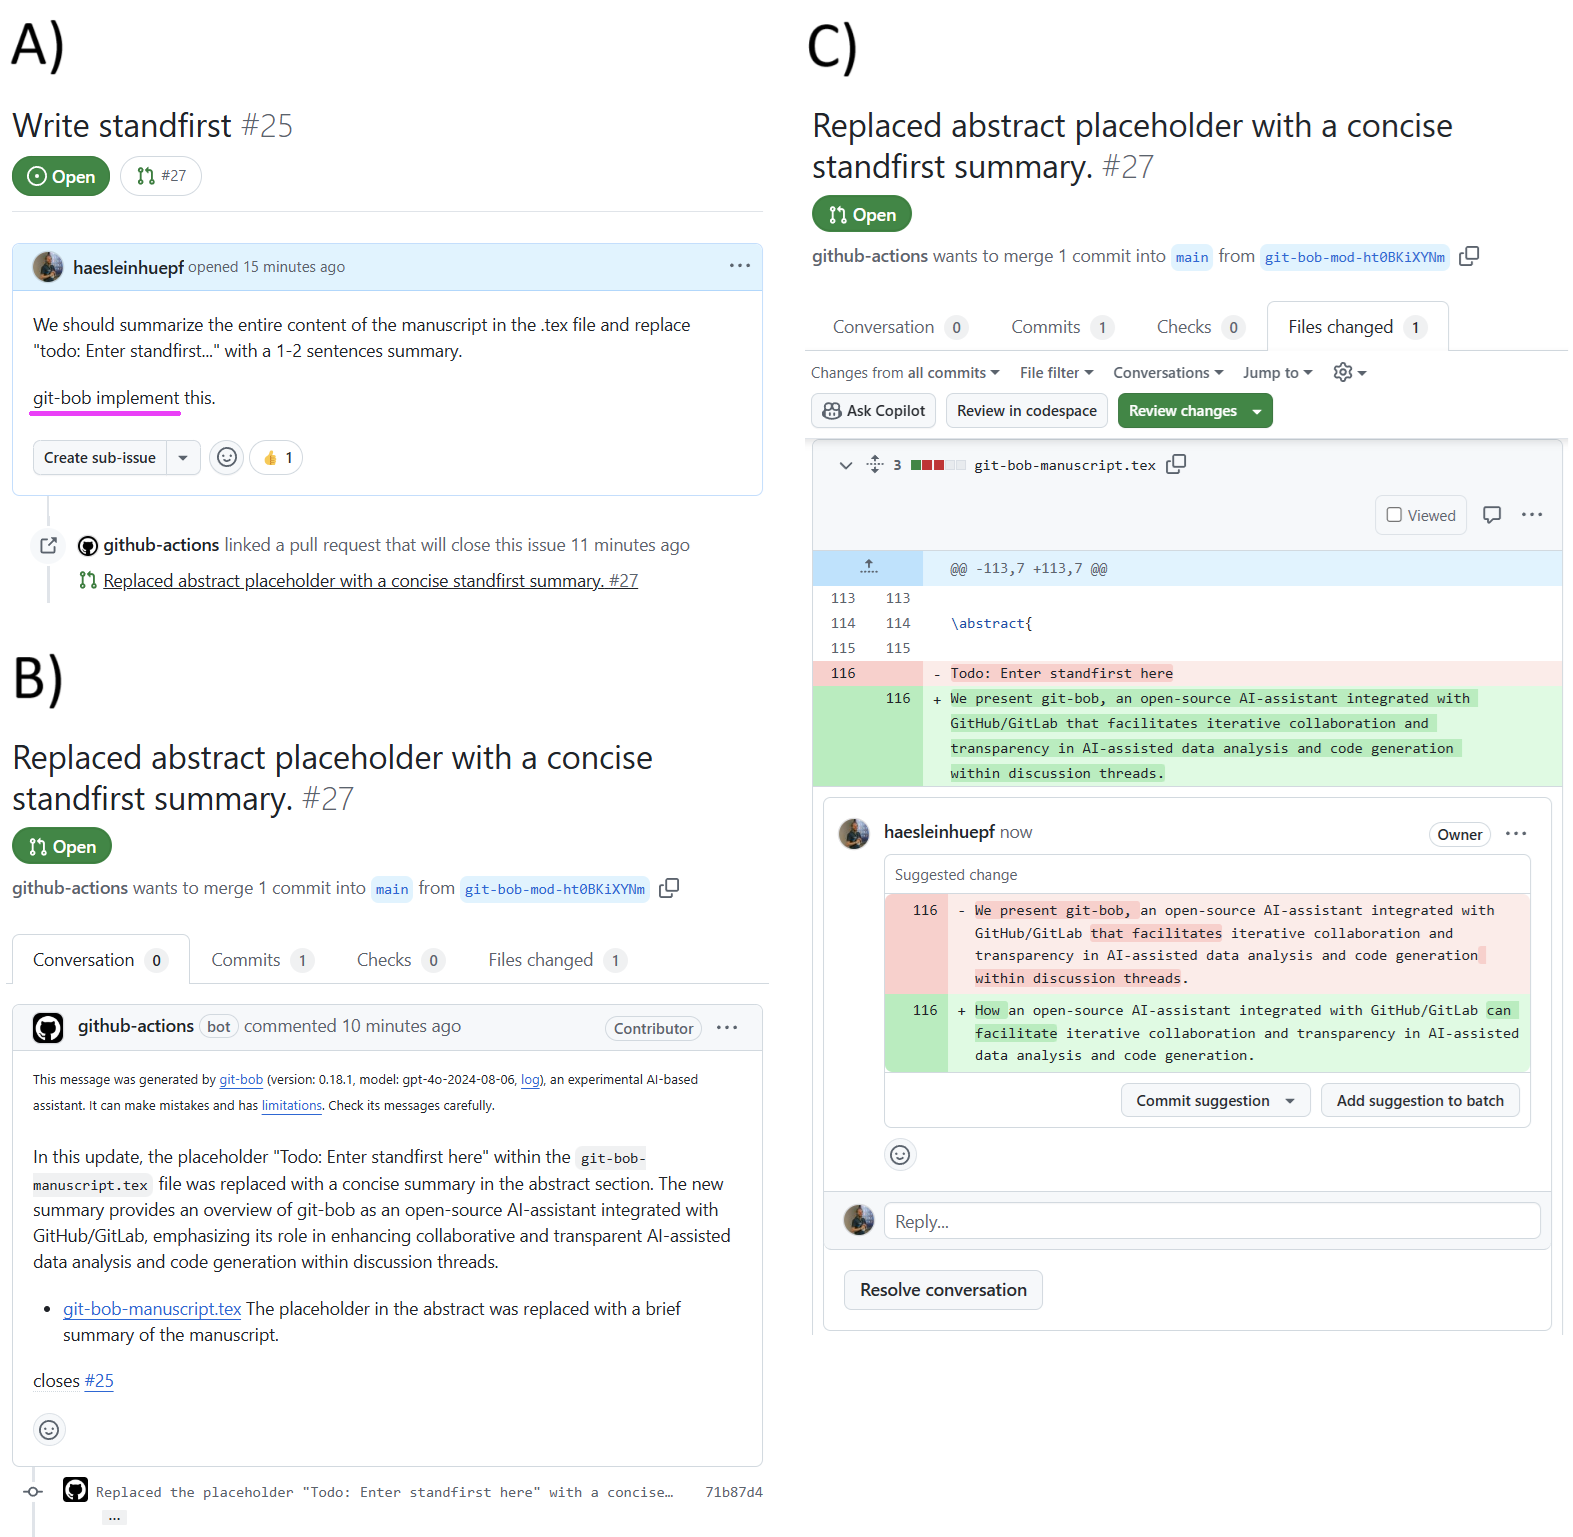 A)
Write standfirst #25
Open #27
haesleinhuepf opened 15 minutes ago
We should summarize the entire content of the manuscript in the .tex file and replace
"todo: Enter standfirst..." with a 1-2 sentences summary.
git-bob implement this.
Create sub-issue 👍 1
github-actions linked a pull request that will close this issue 11 minutes ago
Replaced abstract placeholder with a concise standfirst summary. #27
B)
Replaced abstract placeholder with a concise
standfirst summary. #27
Open
github-actions wants to merge 1 commit into main from git-bob-mod-ht0BKiXYNm
Conversation 0 Commits 1 Checks 0 Files changed 1
github-actions bot commented 10 minutes ago Contributor ...
This message was generated by git-bob (version: 0.18.1, model: gpt-4o-2024-08-06, log), an experimental AI-based
assistant. It can make mistakes and has limitations. Check its messages carefully.
In this update, the placeholder "Todo: Enter standfirst here" within the git-bob-
manuscript.tex file was replaced with a concise summary in the abstract section. The new
summary provides an overview of git-bob as an open-source AI-assistant integrated with
GitHub/GitLab, emphasizing its role in enhancing collaborative and transparent AI-assisted
data analysis and code generation within discussion threads.
• git-bob-manuscript.tex The placeholder in the abstract was replaced with a brief
summary of the manuscript.
closes #25
Replaced the placeholder "Todo: Enter standfirst here" with a concise… 71b87d4
...
C)
Replaced abstract placeholder with a concise
standfirst summary. #27
Open
github-actions wants to merge 1 commit into main from git-bob-mod-ht0BKiXYNm
Conversation 0 Commits 1 Checks 0 Files changed 1
Changes from all commits File filter Conversations Jump to
Ask Copilot Review in codespace Review changes
3 git-bob-manuscript.tex
Viewed ...
@@ -113,7 +113,7 @@
113 113
114 114 \abstract{
115 115
116 - Todo: Enter standfirst here
116 + We present git-bob, an open-source AI-assistant integrated with
GitHub/GitLab that facilitates iterative collaboration and
transparency in AI-assisted data analysis and code generation
within discussion threads.
haesleinhuepf now Owner ...
Suggested change
116 - We present git-bob, an open-source AI-assistant integrated with
GitHub/GitLab that facilitates iterative collaboration and
transparency in AI-assisted data analysis and code generation
within discussion threads.
116 + How an open-source AI-assistant integrated with GitHub/GitLab can
facilitate iterative collaboration and transparency in AI-assisted
data analysis and code generation.
Commit suggestion Add suggestion to batch
Reply...
Resolve conversation